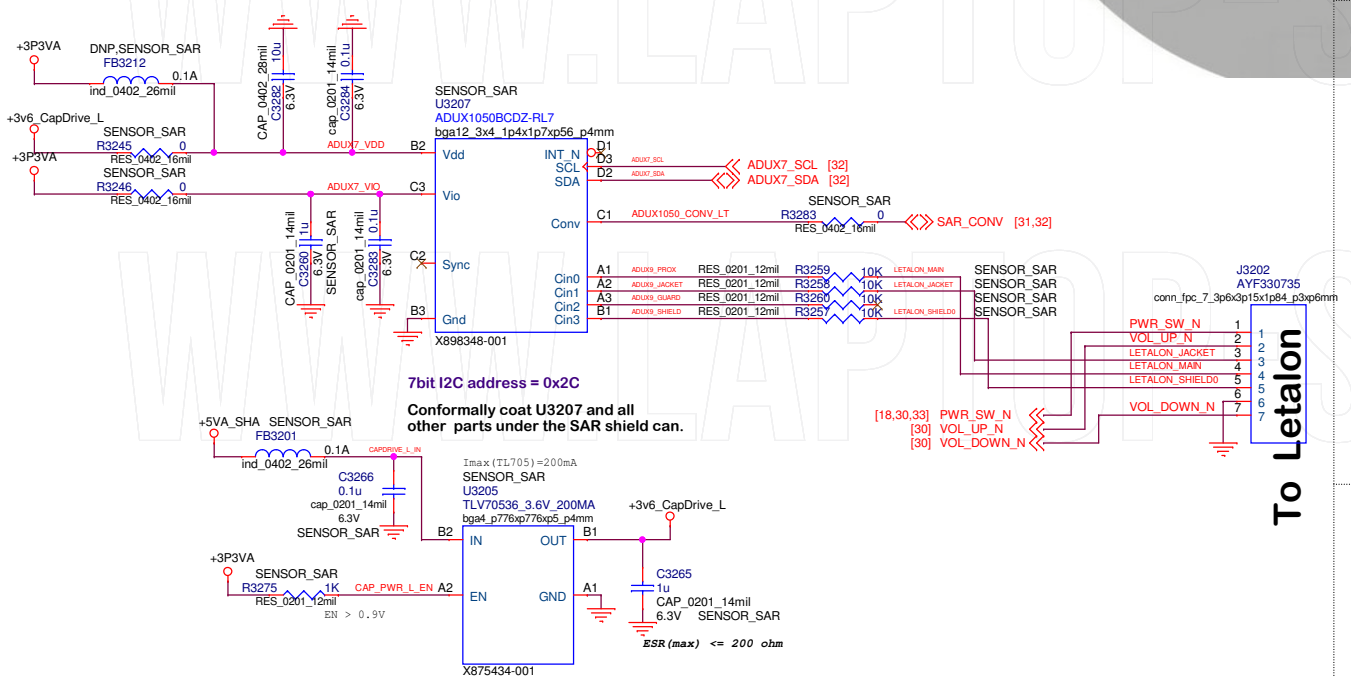 WWW.LAPTOP-S
+3P3VA
DNP,SENSOR_SAR
FB3212
0.1A
ind_0402_26mil
CAP_0402_28mil
C3282 10u
6.3V
cap_0201_14mil
C3284 0.1u
6.3V
+3v6_CapDrive_L
SENSOR_SAR
R3245 0
RES_0402_16mil
ADUX7_VDD
+3P3VA
SENSOR_SAR
R3246 0
RES_0402_16mil
ADUX7_VIO
CAP_0201_14mil
C3260 1u
6.3V
SENSOR_SAR
cap_0201_14mil
C3283 0.1u
6.3V
SENSOR_SAR
U3207
ADUX1050BCDZ-RL7
bga12_3x4_1p4x1p7xp56_p4mm
B2 Vdd
C3 Vio
C2 Sync
B3 Gnd
INT_N D1
SCL D3
SDA D2
Conv C1
Cin0 A1
Cin1 A2
Cin2 A3
Cin3 B1
X898348-001
ADUX7_SCL
ADUX7_SCL [32]
ADUX7_SDA
ADUX7_SDA [32]
ADUX1050_CONV_LT
SENSOR_SAR
R3283 0
RES_0402_16mil
SAR_CONV [31,32]
ADUX9_PROX RES_0201_12mil R3259 10K LETALON_MAIN SENSOR_SAR
ADUX9_JACKET RES_0201_12mil R3258 10K LETALON_JACKET SENSOR_SAR
ADUX9_GUARD RES_0201_12mil R3260 10K SENSOR_SAR
ADUX9_SHIELD RES_0201_12mil R3257 10K LETALON_SHIELD0 SENSOR_SAR
J3202
AYF330735
conn_fpc_7_3p6x3p15x1p84_p3xp6mm
PWR_SW_N 1 1
VOL_UP_N 2 2
LETALON_JACKET 3 3
LETALON_MAIN 4 4
LETALON_SHIELD0 5 5
6 6
VOL_DOWN_N 7 7
To Letalon
[18,30,33] PWR_SW_N
[30] VOL_UP_N
[30] VOL_DOWN_N
WWW.LAPTOP-S
7bit I2C address = 0x2C
Conformally coat U3207 and all
other parts under the SAR shield can.
+5VA_SHA SENSOR_SAR
FB3201
0.1A
ind_0402_26mil
CAPDRIVE_L_IN
C3266
0.1u
cap_0201_14mil
6.3V
SENSOR_SAR
Imax(TL705)=200mA
SENSOR_SAR
U3205
TLV70536_3.6V_200MA
bga4_p776xp776xp5_p4mm
B2 IN
OUT B1
A2 EN
GND A1
X875434-001
+3v6_CapDrive_L
C3265
1u
CAP_0201_14mil
6.3V SENSOR_SAR
ESR(max) <= 200 ohm
+3P3VA
SENSOR_SAR
R3275 1K
RES_0201_12mil
CAP_PWR_L_EN
EN > 0.9V